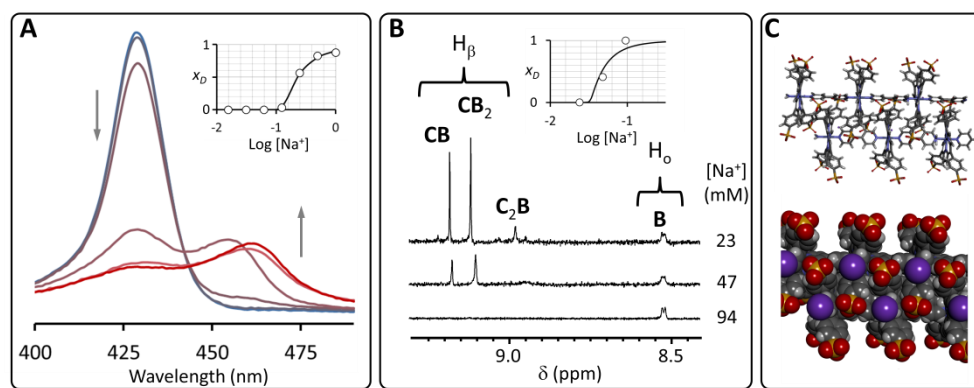 A
1
x_D
0
-2
-1
0
Log [Na⁺]
400
425
450
475
Wavelength (nm)
B
H_β
CB₂
CB
C₂B
1
x_D
0
-2
-1
0
Log [Na⁺]
H_o
B
[Na⁺]
(mM)
23
47
94
9.0
8.5
δ (ppm)
C